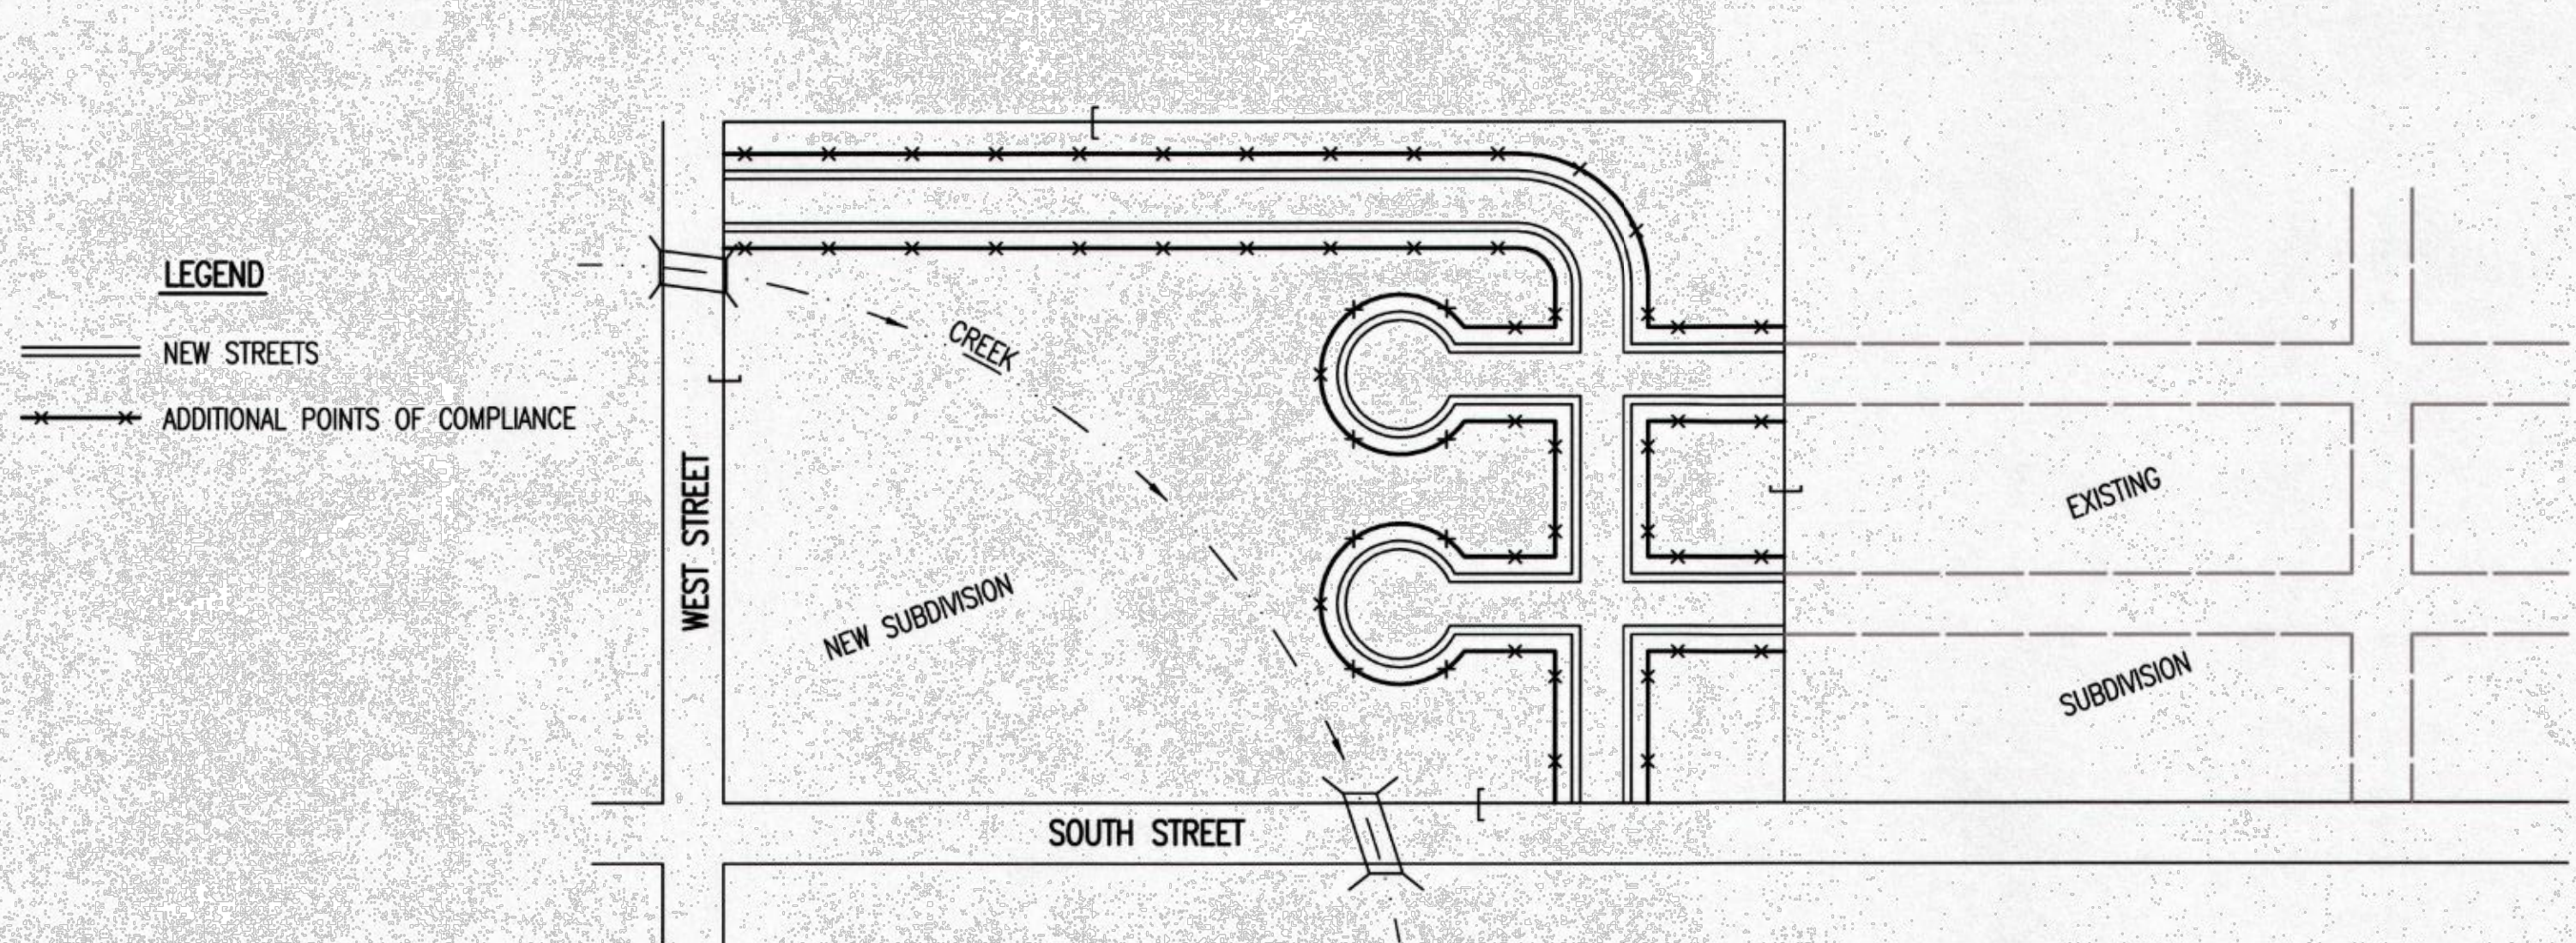 LEGEND
NEW STREETS
ADDITIONAL POINTS OF COMPLIANCE
CREEK
WEST STREET
NEW SUBDIVISION
SOUTH STREET
EXISTING
SUBDIVISION